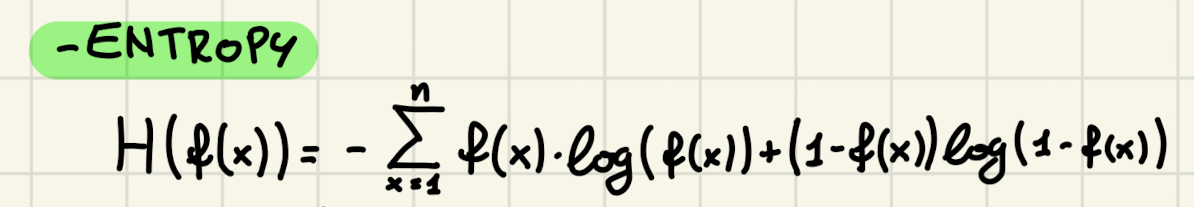 - ENTROPY
n
H(f(x)) = - ∑ f(x)·log(f(x))+(1-f(x))log(1-f(x))
x=1